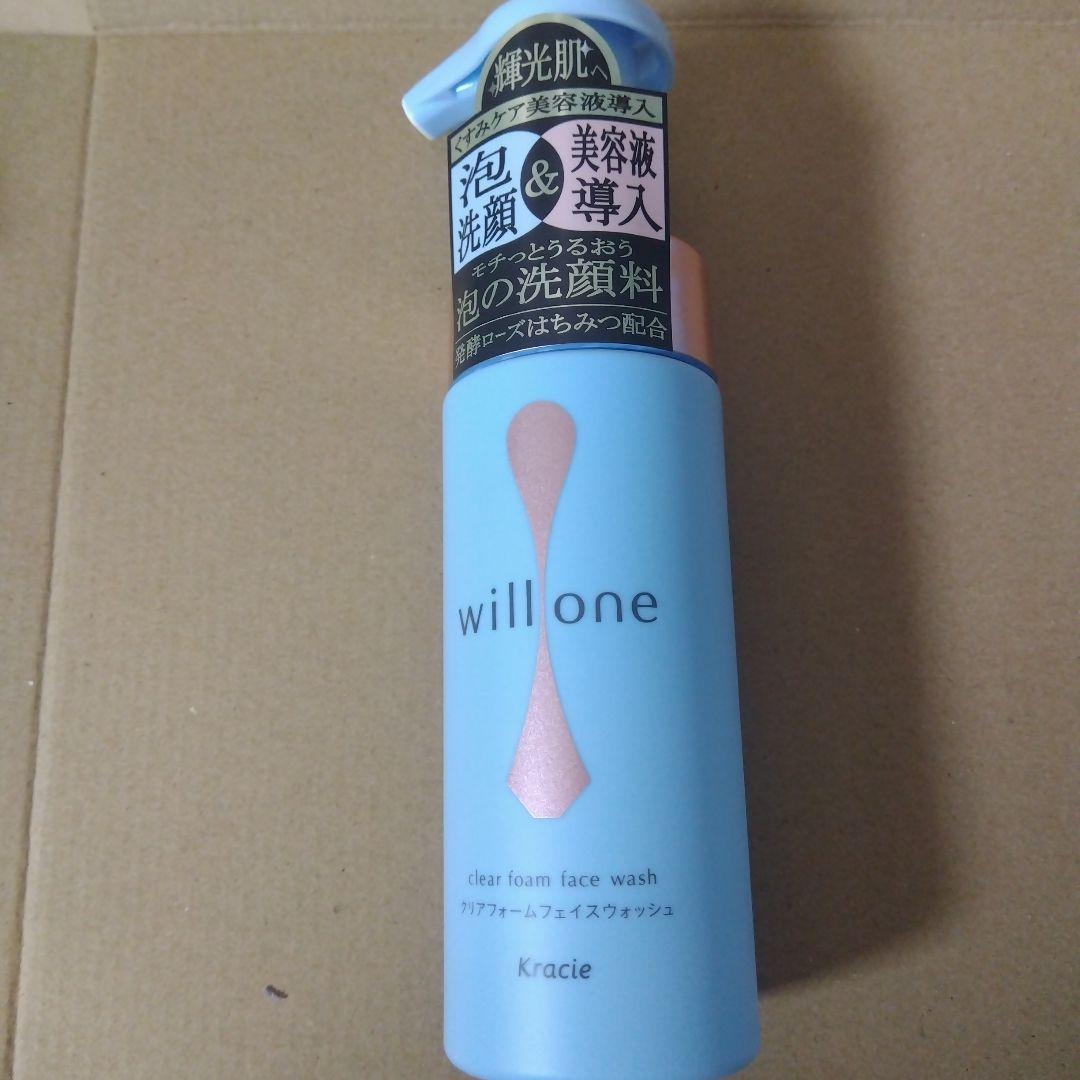 輝光肌へ
くすみケア美容液導入
泡
洗顔
&
美容液
導入
モチっとうるおう
泡の洗顔料
発酵ローズはちみつ配合
will one
clear foam face wash
クリアフォームフェイスウォッシュ
Kracie